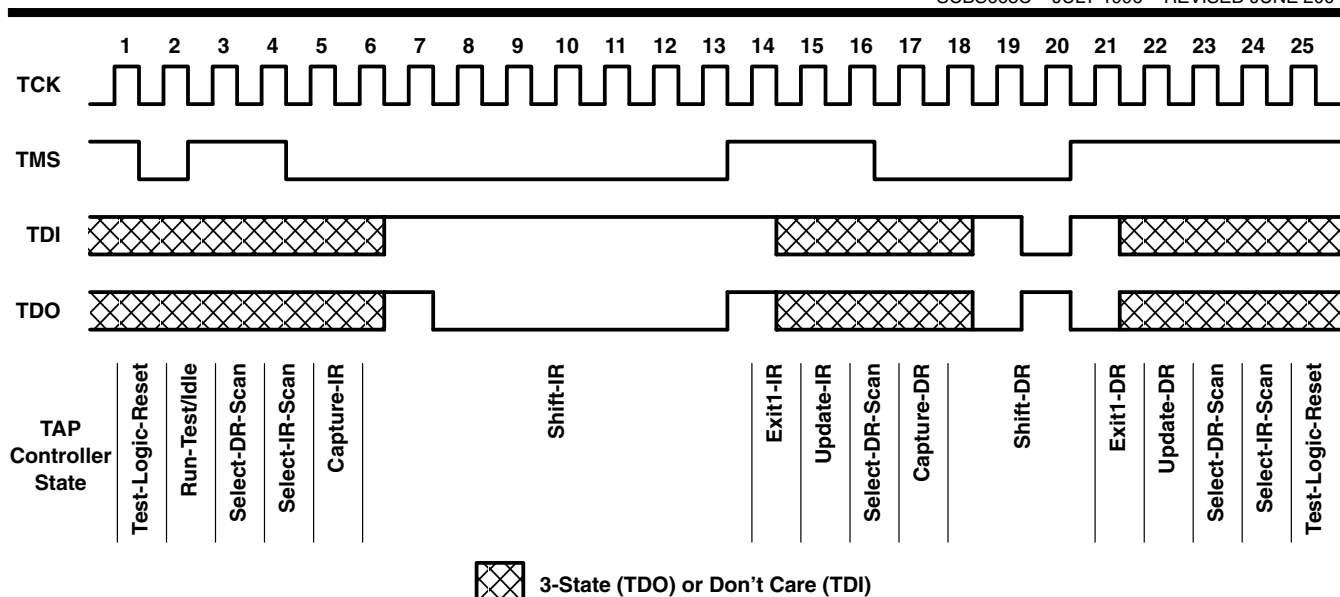 1 2 3 4 5 6 7 8 9 10 11 12 13 14 15 16 17 18 19 20 21 22 23 24 25
TCK
TMS
TDI
TDO
TAP
Controller
State
Test-Logic-Reset
Run-Test/Idle
Select-DR-Scan
Select-IR-Scan
Capture-IR
Shift-IR
Exit1-IR
Update-IR
Select-DR-Scan
Capture-DR
Shift-DR
Exit1-DR
Update-DR
Select-DR-Scan
Select-IR-Scan
Test-Logic-Reset
3-State (TDO) or Don't Care (TDI)